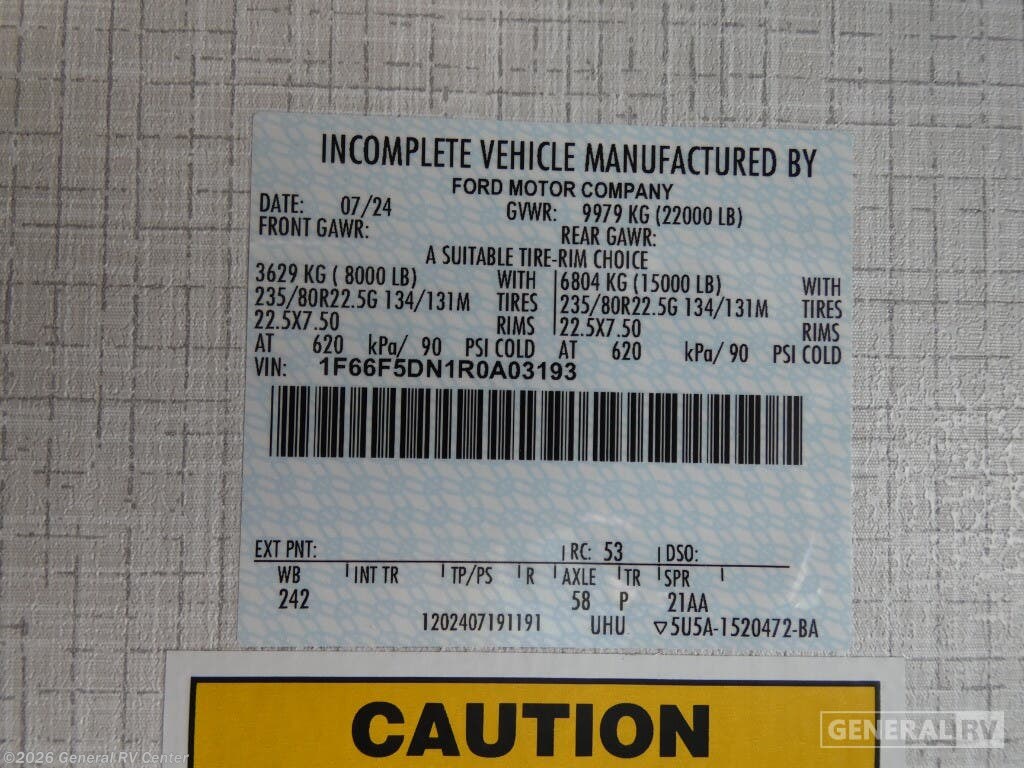 INCOMPLETE VEHICLE MANUFACTURED BY
FORD MOTOR COMPANY
DATE: 07/24 GVWR: 9979 KG (22000 LB)
FRONT GAWR: REAR GAWR:
A SUITABLE TIRE-RIM CHOICE
3629 KG ( 8000 LB) WITH 6804 KG (15000 LB) WITH
235/80R22.5G 134/131M TIRES 235/80R22.5G 134/131M TIRES
22.5X7.50 RIMS 22.5X7.50 RIMS
AT 620 kPa/ 90 PSI COLD AT 620 kPa/ 90 PSI COLD
VIN: 1F66F5DN1R0A03193
EXT PNT: RC: 53 DSO:
WB INT TR TP/PS R AXLE TR SPR
242 58 P 21AA
1202407191191 UHU ▽5U5A-1520472-BA
CAUTION
GENERAL RV
©2026 General RV Center